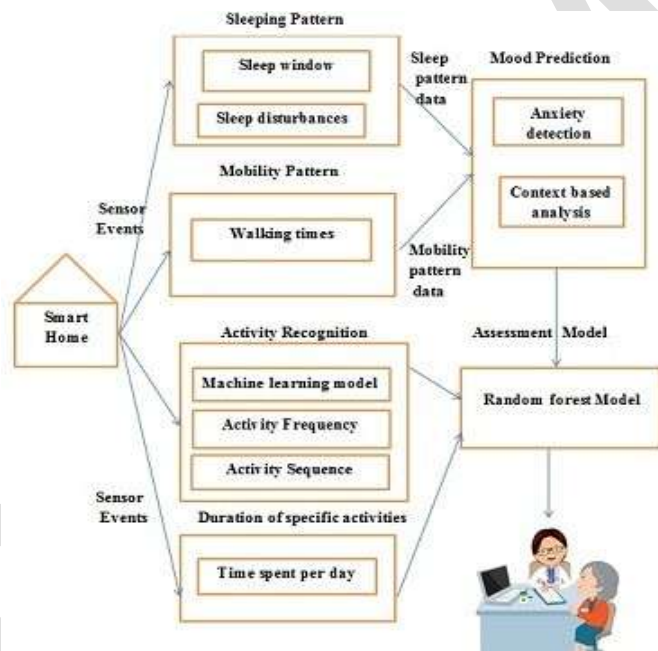 Sleeping Pattern
Sleep window
Sleep disturbances
Sleep
pattern
data
Mood Prediction
Anxiety
detection
Context based
analysis
Mobility Pattern
Walking times
Mobility
pattern
data
Sensor
Events
Smart
Home
Activity Recognition
Machine learning model
Activity Frequency
Activity Sequence
Assessment Model
Random forest Model
Sensor
Events
Duration of specific activities
Time spent per day